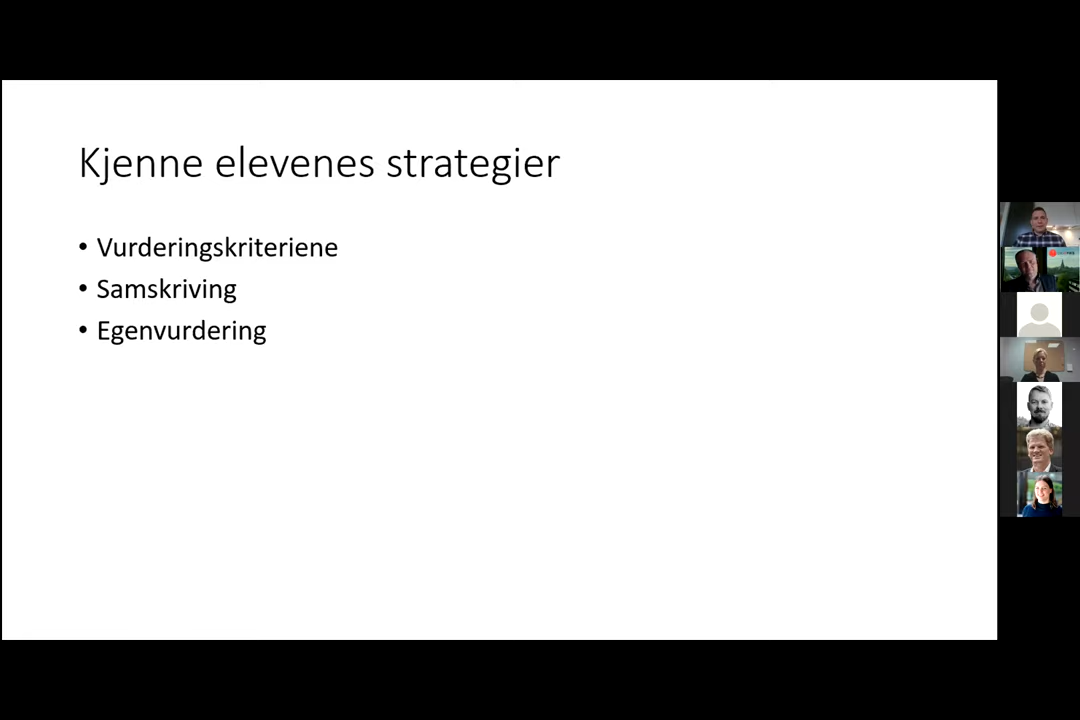 Kjenne elevenes strategier
• Vurderingskriteriene
• Samskriving
• Egenvurdering